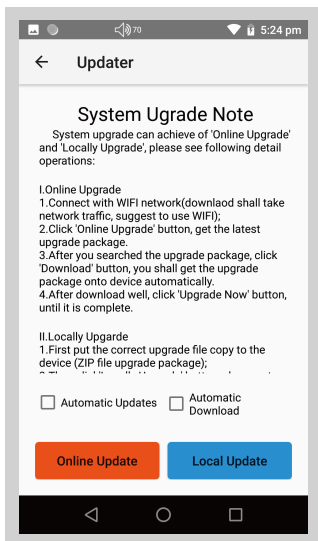 70
5:24 pm
Updater
System Ugrade Note
System upgrade can achieve of 'Online Upgrade'
and 'Locally Upgrade', please see following detail
operations:
I.Online Upgrade
1.Connect with WIFI network(downlaod shall take
network traffic, suggest to use WIFI);
2.Click 'Online Upgrade' button, get the latest
upgrade package.
3.After you searched the upgrade package, click
'Download' button, you shall get the upgrade
package onto device automatically.
4.After download well, click 'Upgrade Now' button,
until it is complete.
II.Locally Upgarde
1.First put the correct upgrade file copy to the
device (ZIP file upgrade package);
Automatic Updates
Automatic
Download
Online Update
Local Update